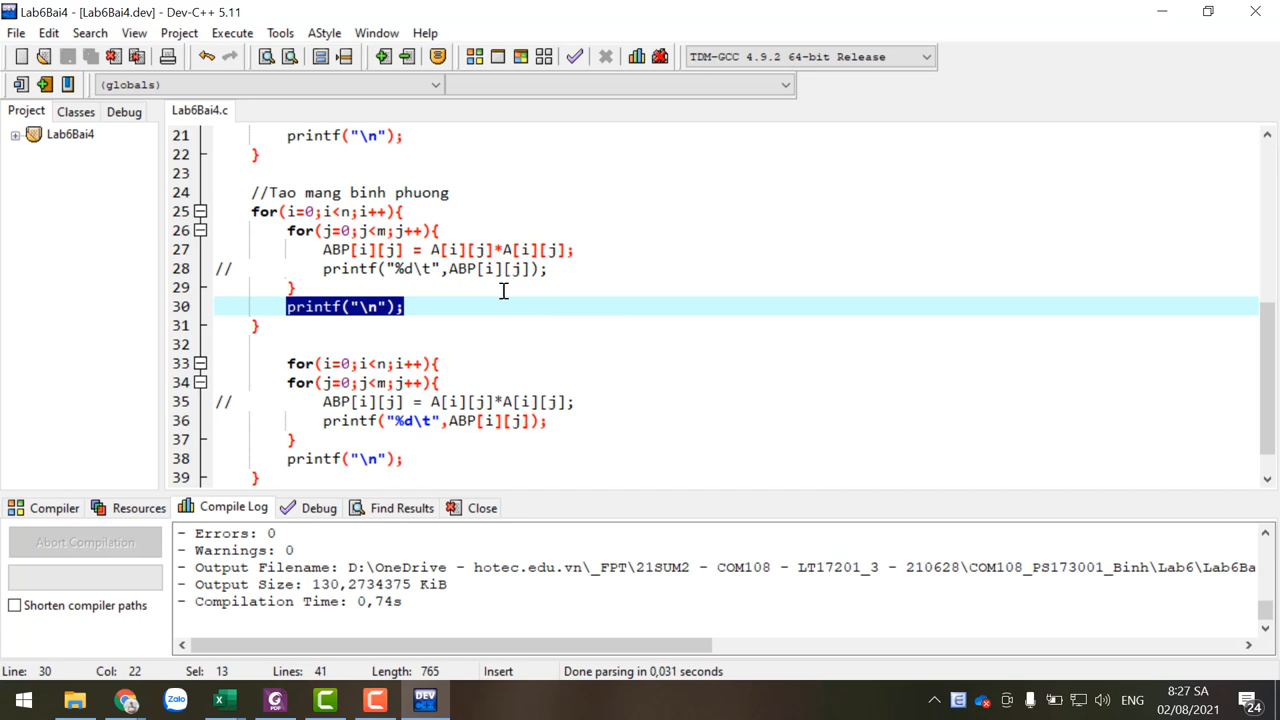 Lab6Bai4 - [Lab6Bai4.dev] - Dev-C++ 5.11
File Edit Search View Project Execute Tools AStyle Window Help
TDM-GCC 4.9.2 64-bit Release
(globals)
Project Classes Debug Lab6Bai4.c
Lab6Bai4
21 printf("\n");
22 }
23
24 //Tao mang binh phuong
25 for(i=0;i<n;i++){
26 for(j=0;j<m;j++){
27 ABP[i][j] = A[i][j]*A[i][j];
28 // printf("%d\t",ABP[i][j]);
29 }
30 printf("\n");
31 }
32
33 for(i=0;i<n;i++){
34 for(j=0;j<m;j++){
35 // ABP[i][j] = A[i][j]*A[i][j];
36 printf("%d\t",ABP[i][j]);
37 }
38 printf("\n");
39 }
Compiler Resources Compile Log Debug Find Results Close
Abort Compilation
Shorten compiler paths
- Errors: 0
- Warnings: 0
- Output Filename: D:\OneDrive - hotec.edu.vn\_FPT\21SUM2 - COM108 - LT17201_3 - 210628\COM108_PS173001_Binh\Lab6\Lab6Ba
- Output Size: 130,2734375 KiB
- Compilation Time: 0,74s
Line: 30 Col: 22 Sel: 13 Lines: 41 Length: 765 Insert Done parsing in 0,031 seconds
Zalo
PDF
DEV
ENG
8:27 SA
02/08/2021
24